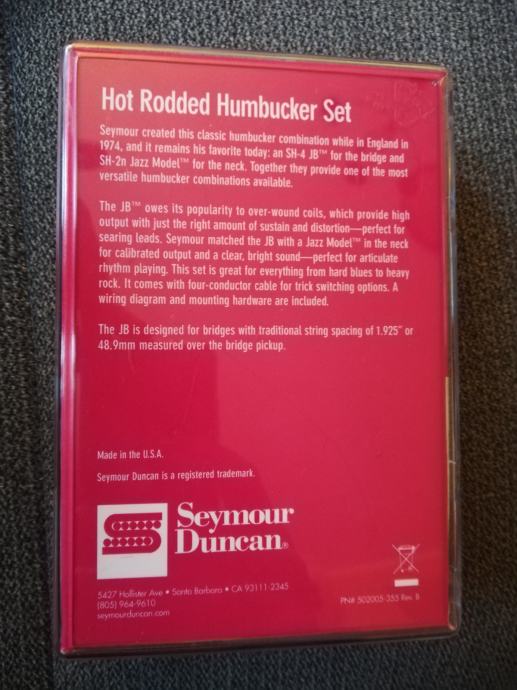 Hot Rodded Humbucker Set
Seymour created this classic humbucker combination while in England in
1974, and it remains his favorite today: an SH-4 JB™ for the bridge and
SH-2n Jazz Model™ for the neck. Together they provide one of the most
versatile humbucker combinations available.
The JB™ owes its popularity to over-wound coils, which provide high
output with just the right amount of sustain and distortion—perfect for
searing leads. Seymour matched the JB with a Jazz Model™ in the neck
for calibrated output and a clear, bright sound—perfect for articulate
rhythm playing. This set is great for everything from hard blues to heavy
rock. It comes with four-conductor cable for trick switching options. A
wiring diagram and mounting hardware are included.
The JB is designed for bridges with traditional string spacing of 1.925” or
48.9mm measured over the bridge pickup.
Made in the U.S.A.
Seymour Duncan is a registered trademark.
Seymour
Duncan®
5427 Hollister Ave • Santa Barbara • CA 93111-2345
(805) 964-9610
seymourduncan.com
PN# 502005-355 Rev. B